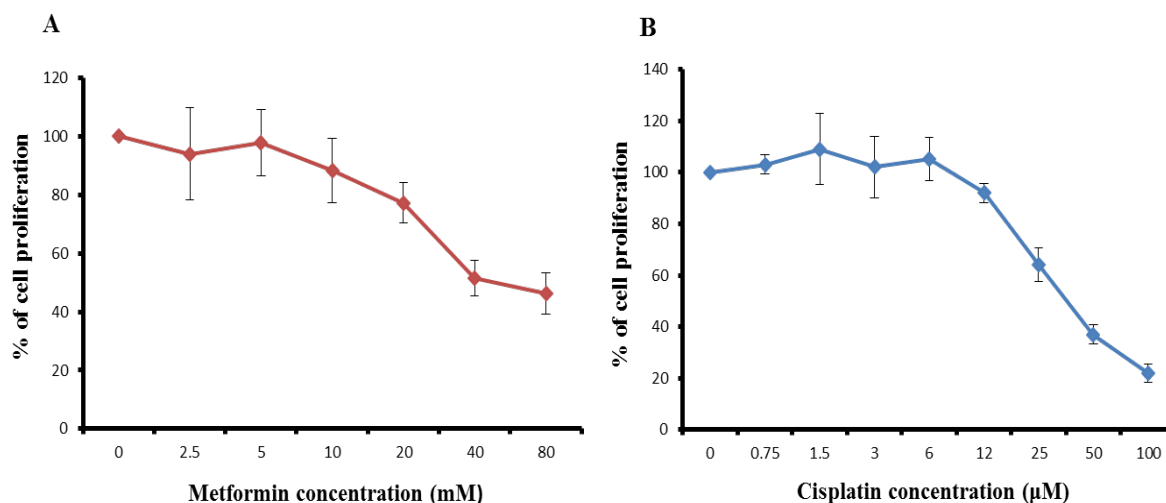 A
% of cell proliferation
120
100
80
60
40
20
0
0 2.5 5 10 20 40 80
Metformin concentration (mM)
B
% of cell proliferation
140
120
100
80
60
40
20
0
0 0.75 1.5 3 6 12 25 50 100
Cisplatin concentration (µM)